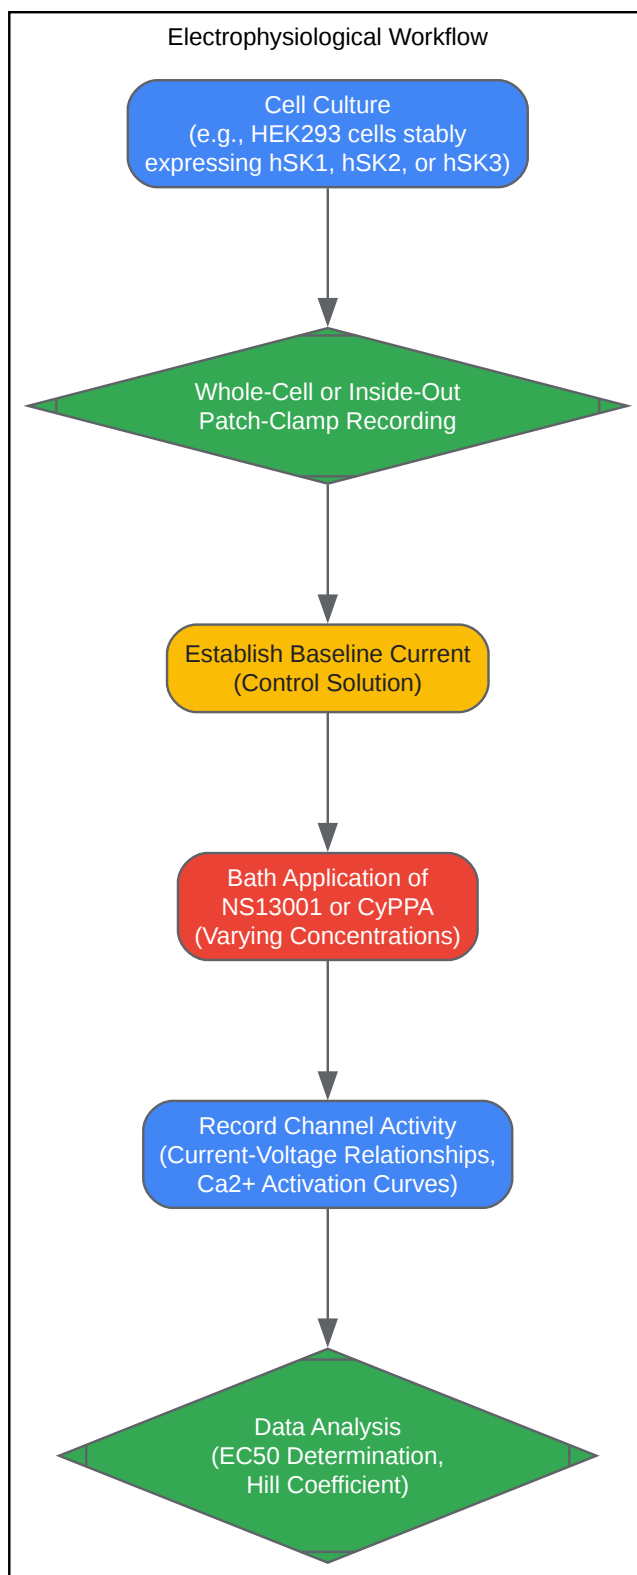 Electrophysiological Workflow
Cell Culture
(e.g., HEK293 cells stably
expressing hSK1, hSK2, or hSK3)
Whole-Cell or Inside-Out
Patch-Clamp Recording
Establish Baseline Current
(Control Solution)
Bath Application of
NS13001 or CyPPA
(Varying Concentrations)
Record Channel Activity
(Current-Voltage Relationships,
Ca2+ Activation Curves)
Data Analysis
(EC50 Determination,
Hill Coefficient)